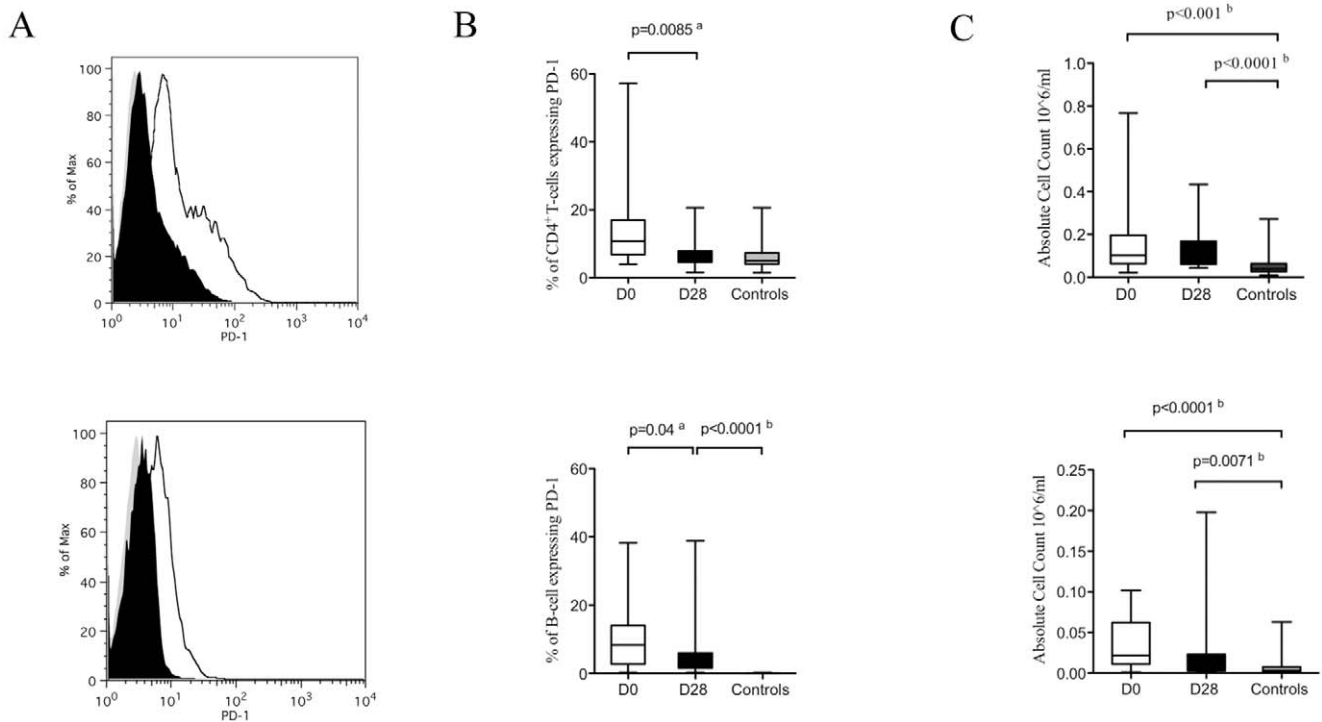 A
100
80
60
40
20
0
% of Max
10^0 10^1 10^2 10^3 10^4
PD-1
100
80
60
40
20
0
% of Max
10^0 10^1 10^2 10^3 10^4
PD-1
B
p=0.0085 a
60
40
20
0
% of CD4+ T-cells expressing PD-1
D0 D28 Controls
p=0.04 a p<0.0001 b
60
40
20
0
% of B-cell expressing PD-1
D0 D28 Controls
C
p<0.001 b
p<0.0001 b
1.0
0.8
0.6
0.4
0.2
0.0
Absolute Cell Count 10^6/ml
D0 D28 Controls
p<0.0001 b
p=0.0071 b
0.25
0.20
0.15
0.10
0.05
0.00
Absolute Cell Count 10^6/ml
D0 D28 Controls